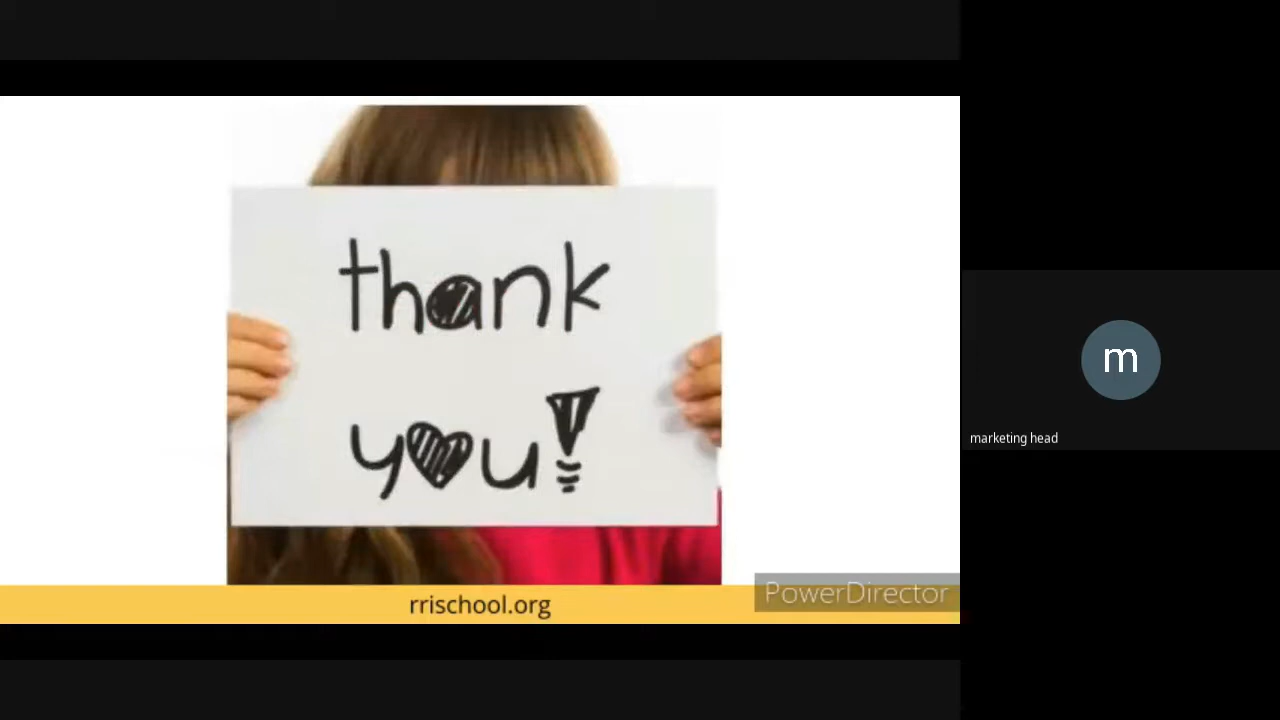 thank
you!
rrischool.org
PowerDirector
m
marketing head